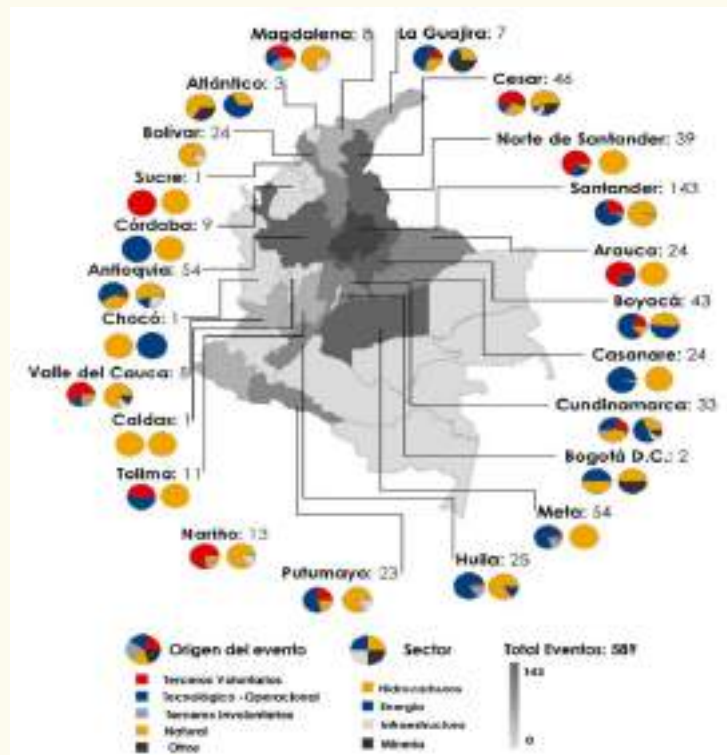 Magdalena: 8
La Guajira: 7
Atlántico: 3
Cesar: 46
Bolívar: 24
Norte de Santander: 39
Sucre: 1
Santander: 143
Córdoba: 9
Arauca: 24
Antioquia: 54
Boyacá: 43
Chocó: 1
Casanare: 24
Valle del Cauca:
Cundinamarca: 33
Caldas:
Bogotá D.C.: 2
Tolima: 11
Meta: 54
Nariño: 13
Huila: 25
Putumayo: 23
Origen del evento
Sector
Total Eventos: 589
Terceros Voluntarios
Tecnológico - Operacional
Terceros Involuntarios
Natural
Otros
Hidrocarburos
Energía
Infraestructura
Minería
143
0